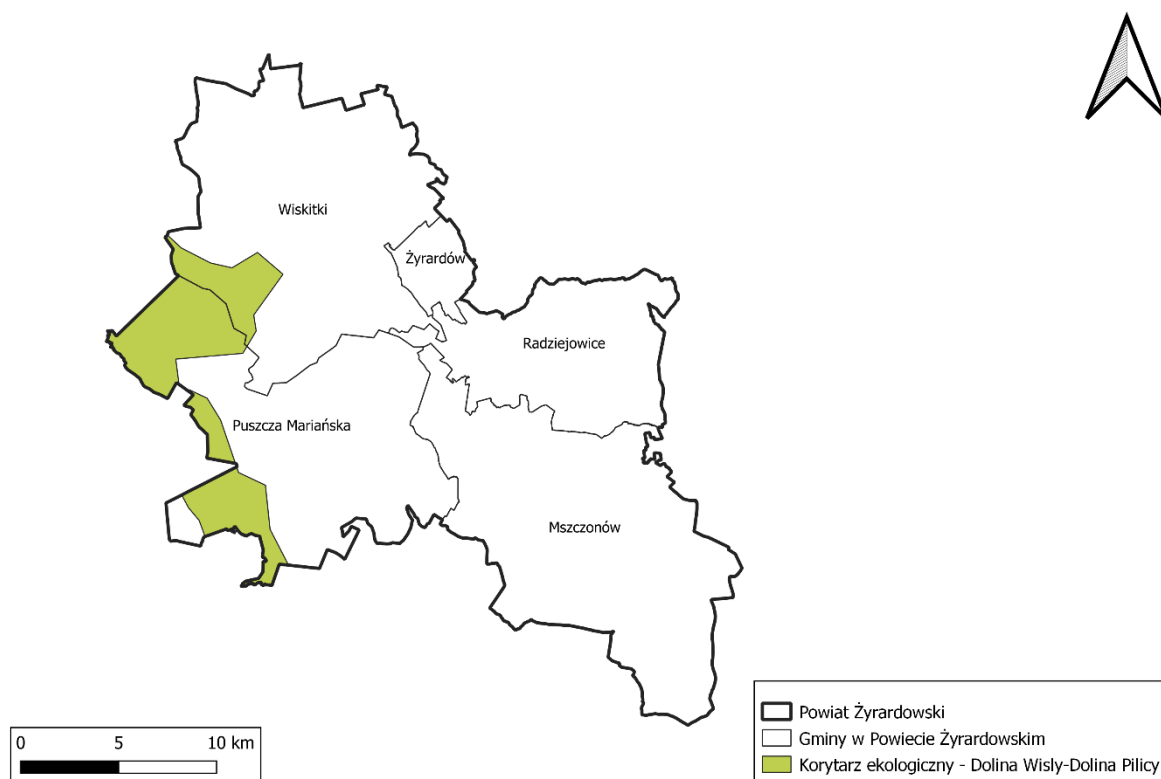 Wiskitki
Żyrardów
Radziejowice
Puszcza Mariańska
Mszczonów
0 5 10 km
Powiat Żyrardowski
Gminy w Powiecie Żyrardowskim
Korytarz ekologiczny - Dolina Wisly-Dolina Pilicy